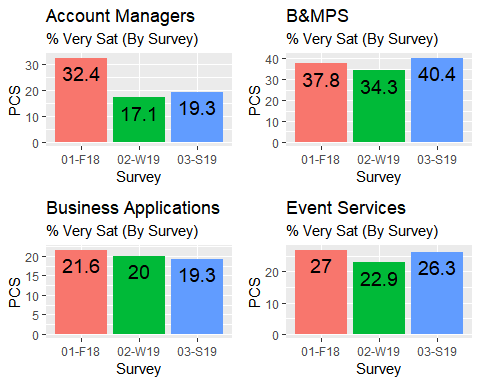 Account Managers
% Very Sat (By Survey)
PCS
30
20
10
0
32.4
17.1
19.3
01-F18 02-W19 03-S19
Survey
B&MPS
% Very Sat (By Survey)
PCS
40
30
20
10
0
37.8
34.3
40.4
01-F18 02-W19 03-S19
Survey
Business Applications
% Very Sat (By Survey)
PCS
20
15
10
5
0
21.6
20
19.3
01-F18 02-W19 03-S19
Survey
Event Services
% Very Sat (By Survey)
PCS
20
10
0
27
22.9
26.3
01-F18 02-W19 03-S19
Survey